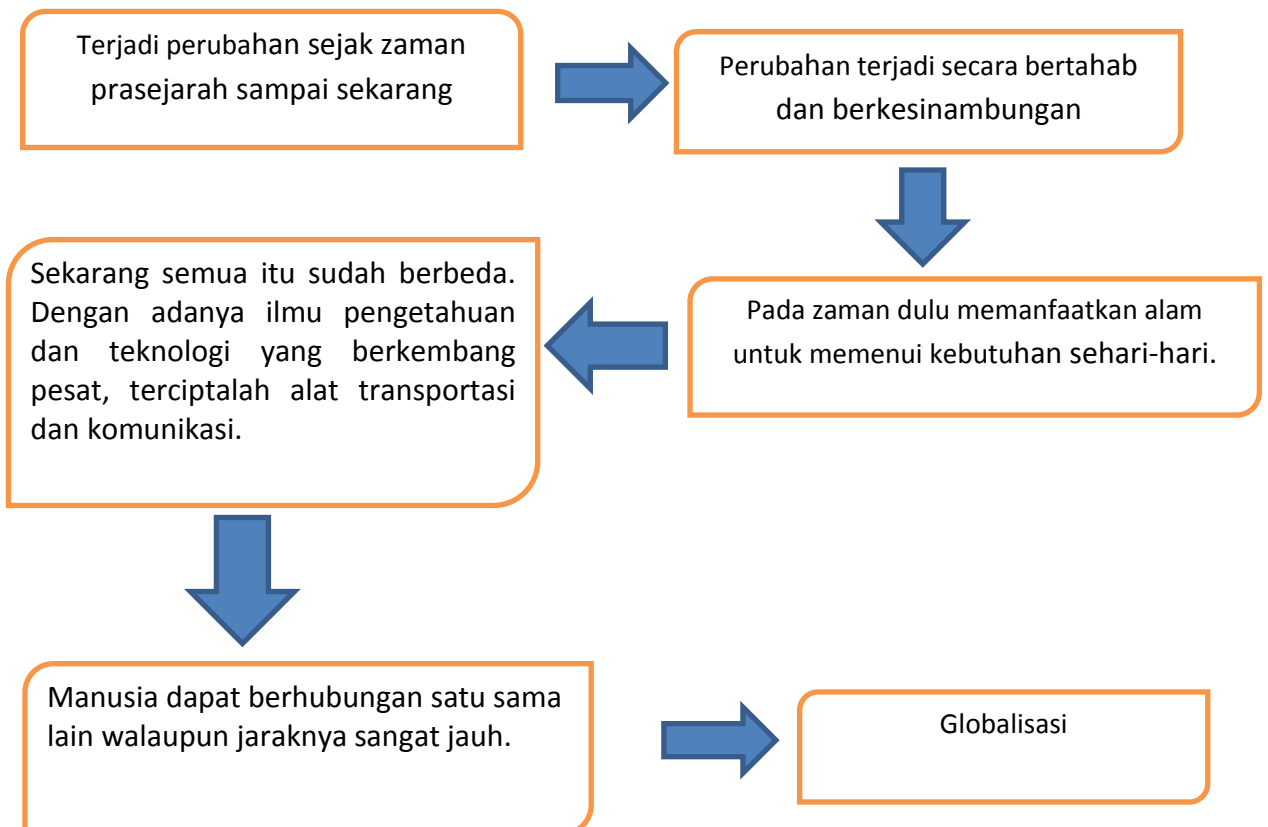 Terjadi perubahan sejak zaman
prasejarah sampai sekarang
Perubahan terjadi secara bertahab
dan berkesinambungan
Pada zaman dulu memanfaatkan alam
untuk memenui kebutuhan sehari-hari.
Sekarang semua itu sudah berbeda.
Dengan adanya ilmu pengetahuan
dan teknologi yang berkembang
pesat, terciptalah alat transportasi
dan komunikasi.
Manusia dapat berhubungan satu sama
lain walaupun jaraknya sangat jauh.
Globalisasi